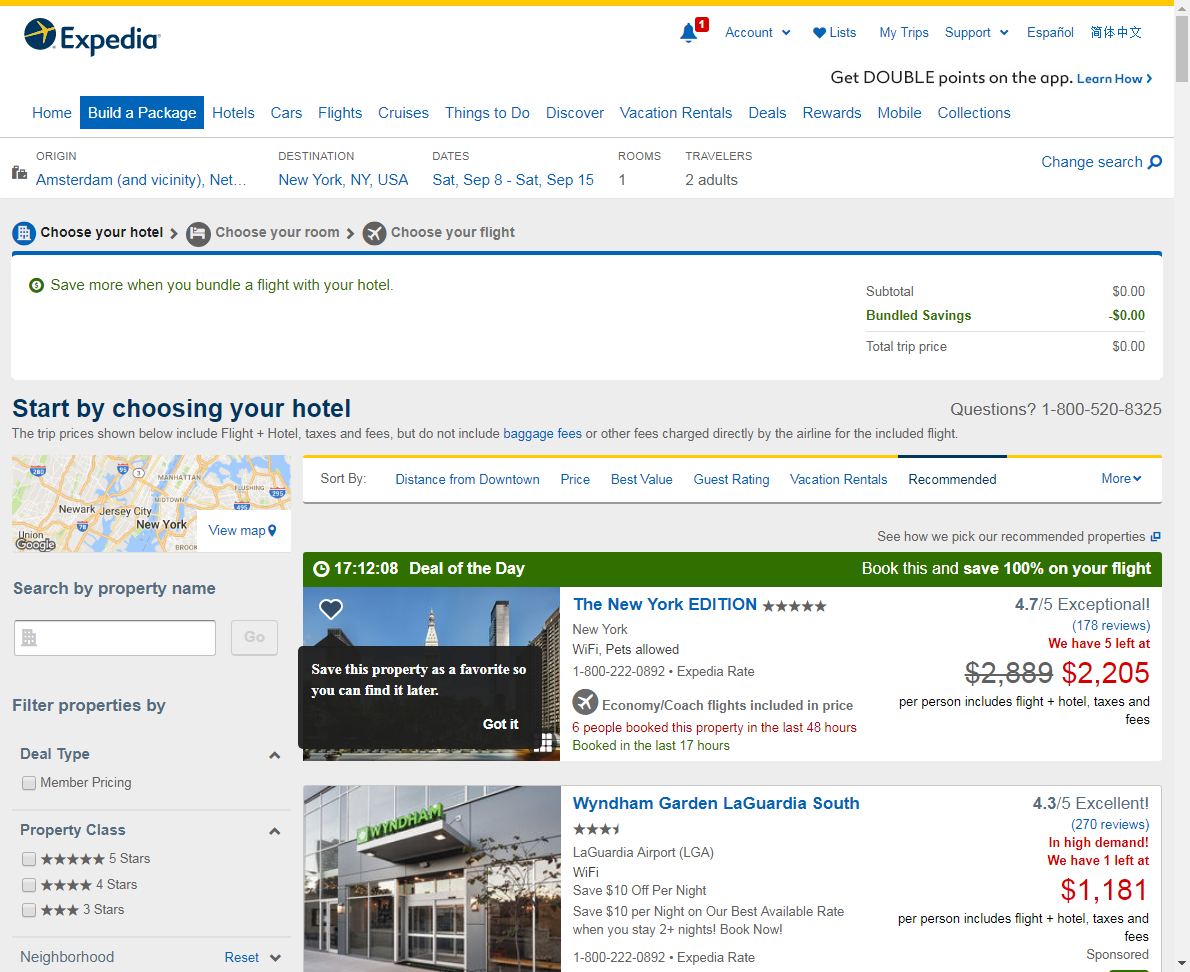 Expedia
1
Account
Lists
My Trips
Support
Español
简体中文
Get DOUBLE points on the app. Learn How
Home
Build a Package
Hotels
Cars
Flights
Cruises
Things to Do
Discover
Vacation Rentals
Deals
Rewards
Mobile
Collections
ORIGIN
Amsterdam (and vicinity), Net...
DESTINATION
New York, NY, USA
DATES
Sat, Sep 8 - Sat, Sep 15
ROOMS
1
TRAVELERS
2 adults
Change search
Choose your hotel
Choose your room
Choose your flight
Save more when you bundle a flight with your hotel.
Subtotal $0.00
Bundled Savings -$0.00
Total trip price $0.00
Start by choosing your hotel
Questions? 1-800-520-8325
The trip prices shown below include Flight + Hotel, taxes and fees, but do not include baggage fees or other fees charged directly by the airline for the included flight.
280
95
3
MANHATTAN
FLUSHING
295
MIDTOWN
495
Newark
Jersey City
78
New York
Union
BROOK
Google
View map
Sort By:
Distance from Downtown
Price
Best Value
Guest Rating
Vacation Rentals
Recommended
More
See how we pick our recommended properties
Search by property name
Go
Filter properties by
Deal Type
Member Pricing
Property Class
5 Stars
4 Stars
3 Stars
Neighborhood
Reset
17:12:08 Deal of the Day
Book this and save 100% on your flight
Save this property as a favorite so
you can find it later.
Got it
The New York EDITION
New York
WiFi, Pets allowed
1-800-222-0892 • Expedia Rate
Economy/Coach flights included in price
6 people booked this property in the last 48 hours
Booked in the last 17 hours
4.7/5 Exceptional!
(178 reviews)
We have 5 left at
$2,889 $2,205
per person includes flight + hotel, taxes and
fees
WYNDHAM
Wyndham Garden LaGuardia South
LaGuardia Airport (LGA)
WiFi
Save $10 Off Per Night
Save $10 per Night on Our Best Available Rate
when you stay 2+ nights! Book Now!
1-800-222-0892 • Expedia Rate
4.3/5 Excellent!
(270 reviews)
In high demand!
We have 1 left at
$1,181
per person includes flight + hotel, taxes and
fees
Sponsored